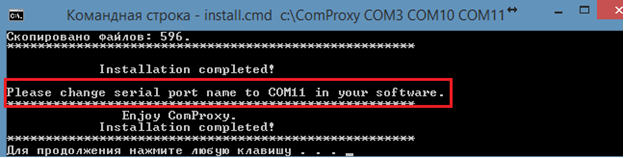 Командная строка - install.cmd c:\ComProxy COM3 COM10 COM11
Скопировано файлов: 596.
*******************************************************
Installation completed!
Please change serial port name to COM11 in your software.
*******************************************************
Enjoy ComProxy.
Installation completed!
*******************************************************
Для продолжения нажмите любую клавишу . . .